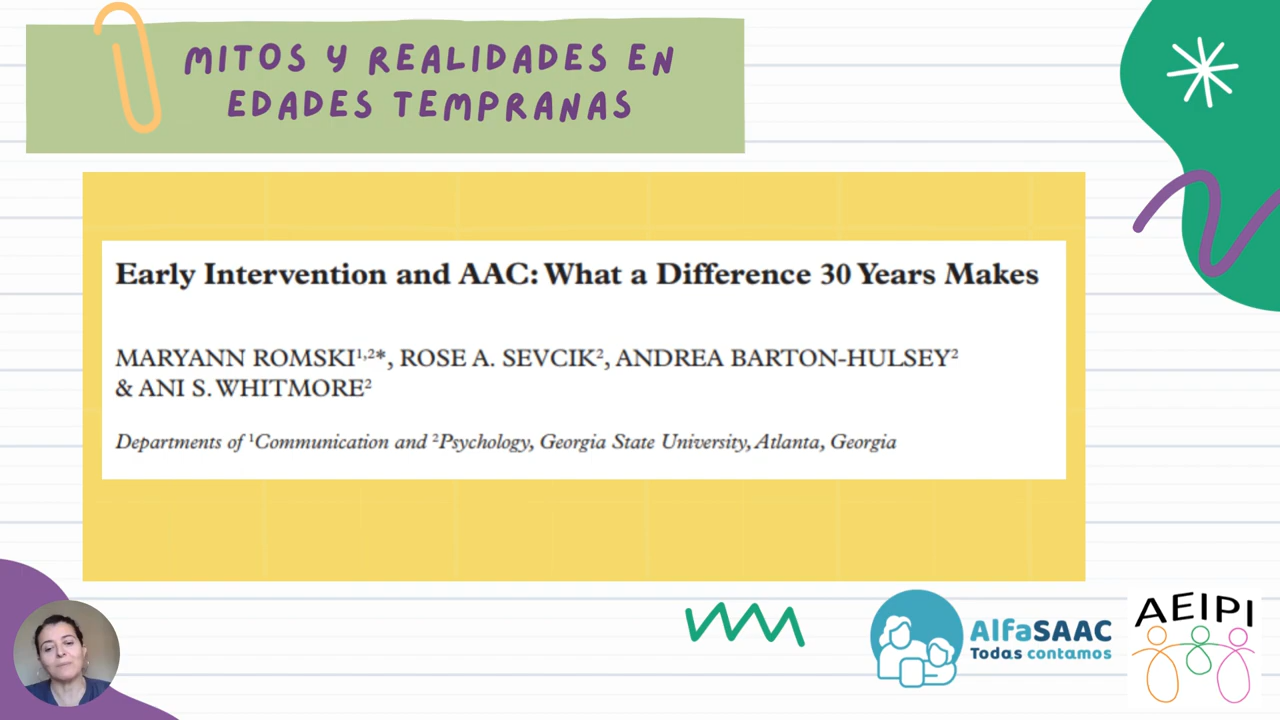 MITOS Y REALIDADES EN
EDADES TEMPRANAS
Early Intervention and AAC: What a Difference 30 Years Makes
MARYANN ROMSKI¹,²*, ROSE A. SEVCIK², ANDREA BARTON-HULSEY²
& ANI S. WHITMORE²
Departments of ¹Communication and ²Psychology, Georgia State University, Atlanta, Georgia
AlfaSAAC
Todas contamos
AEIPI